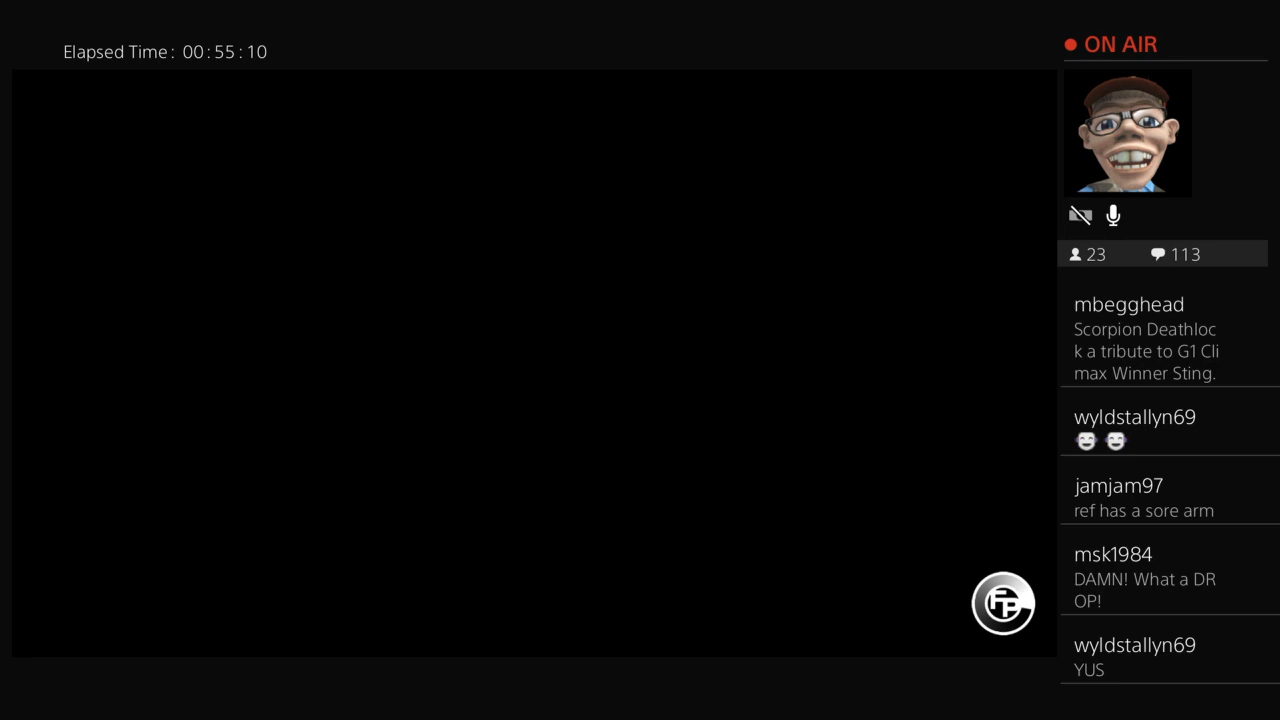 Elapsed Time: 00:55:10
ON AIR
23 113
mbegghead
Scorpion Deathloc
k a tribute to G1 Cli
max Winner Sting.
wyldstallyn69
jamjam97
ref has a sore arm
msk1984
DAMN! What a DR
OP!
FP
wyldstallyn69
YUS